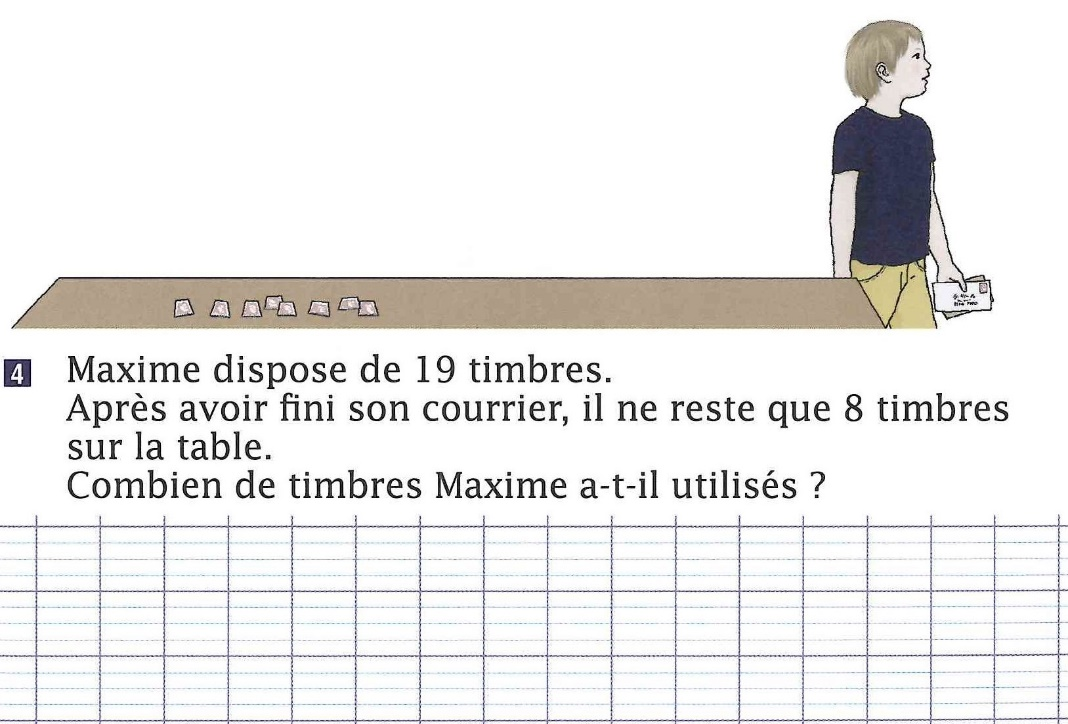 4 Maxime dispose de 19 timbres.
Après avoir fini son courrier, il ne reste que 8 timbres
sur la table.
Combien de timbres Maxime a-t-il utilisés ?